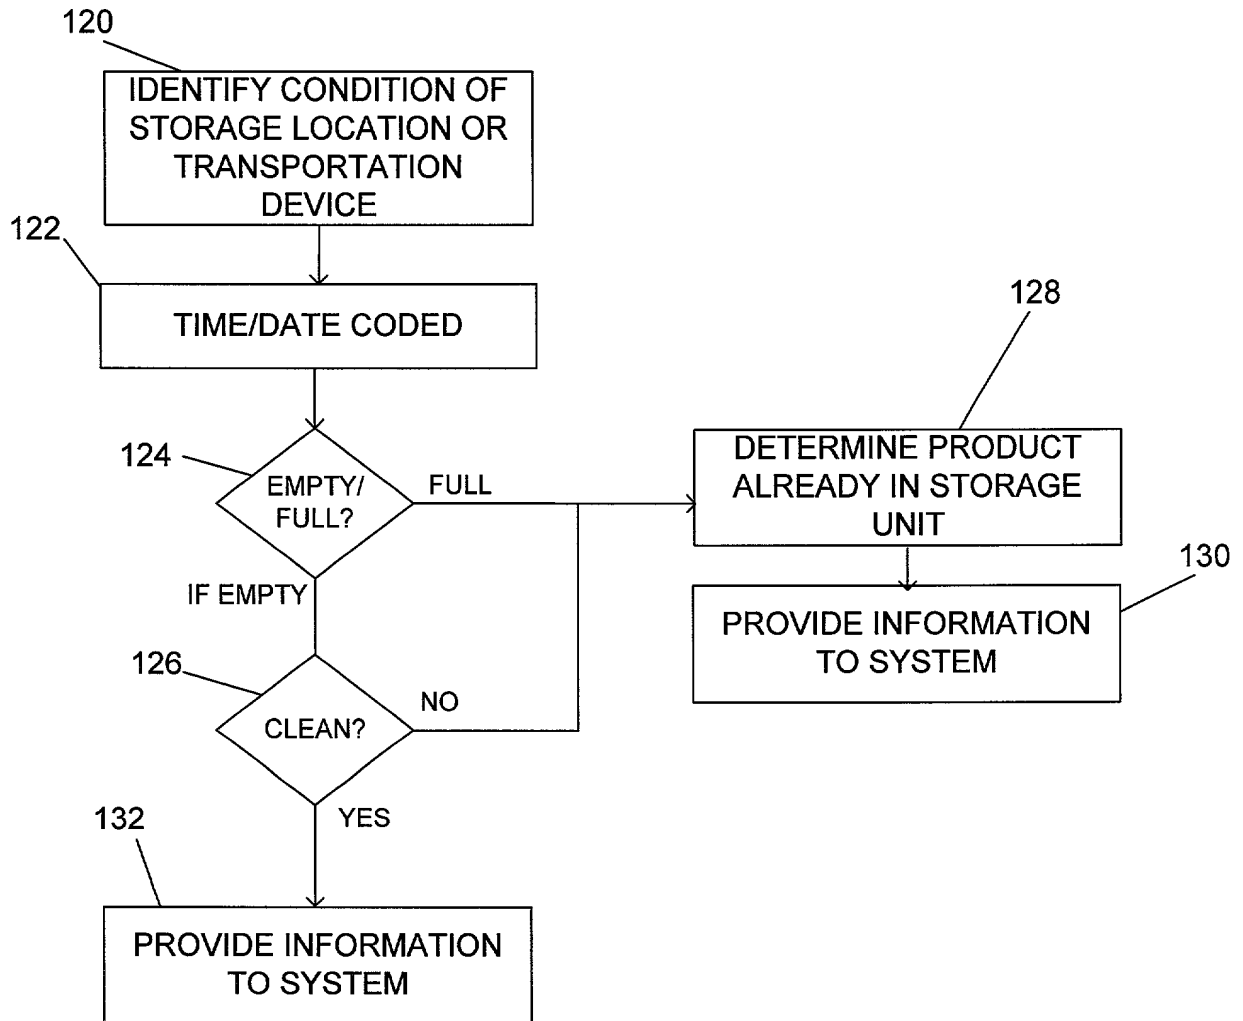 120
IDENTIFY CONDITION OF
STORAGE LOCATION OR
TRANSPORTATION
DEVICE
122
TIME/DATE CODED
124
EMPTY/
FULL?
FULL
IF EMPTY
128
DETERMINE PRODUCT
ALREADY IN STORAGE
UNIT
130
PROVIDE INFORMATION
TO SYSTEM
126
CLEAN?
NO
YES
132
PROVIDE INFORMATION
TO SYSTEM